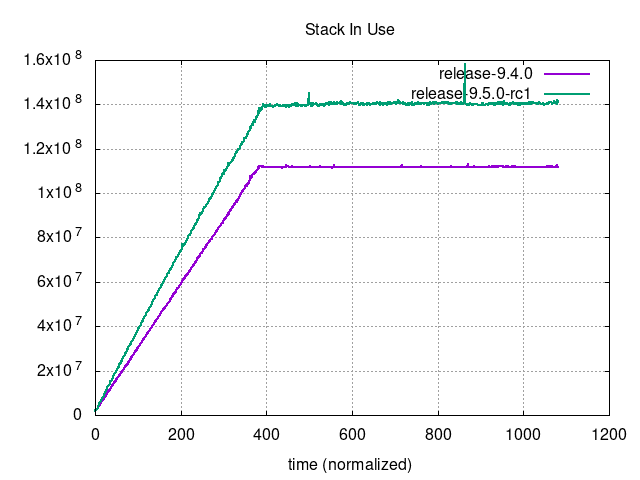 Stack In Use
1.6x10^8
release-9.4.0
release-9.5.0-rc1
1.4x10^8
1.2x10^8
1x10^8
8x10^7
6x10^7
4x10^7
2x10^7
0
0 200 400 600 800 1000 1200
time (normalized)